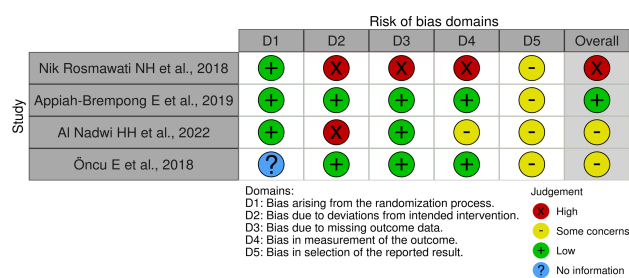 Risk of bias domains
D1 D2 D3 D4 D5 Overall
Study
Nik Rosmawati NH et al., 2018 + X X X - X
Appiah-Brempong E et al., 2019 + + + + - +
Al Nadwi HH et al., 2022 + X + - - -
Öncu E et al., 2018 ? + + + - -
Domains:
D1: Bias arising from the randomization process.
D2: Bias due to deviations from intended intervention.
D3: Bias due to missing outcome data.
D4: Bias in measurement of the outcome.
D5: Bias in selection of the reported result.
Judgement
X High
- Some concerns
+ Low
? No information